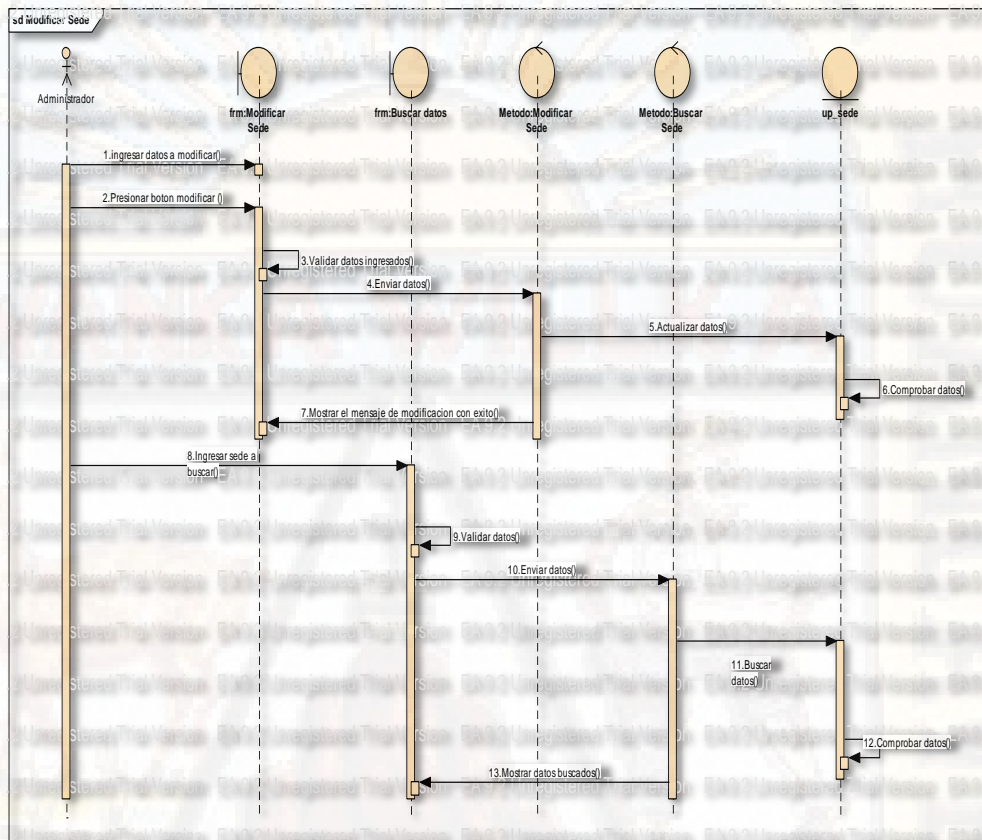 sd Modificar Sede
Administrador
frm:Modificar
Sede
frm:Buscar datos
Metodo:Modificar
Sede
Metodo:Buscar
Sede
up_sede
1.ingresar datos a modificar()
2.Presionar boton modificar ()
3.Validar datos ingresados()
4.Enviar datos()
5.Actualizar datos()
6.Comprobar datos()
7.Mostrar el mensaje de modificacion con exito()
8.Ingresar sede a
buscar()
9.Validar datos()
10.Enviar datos()
11.Buscar
datos()
12.Comprobar datos()
13.Mostrar datos buscados()